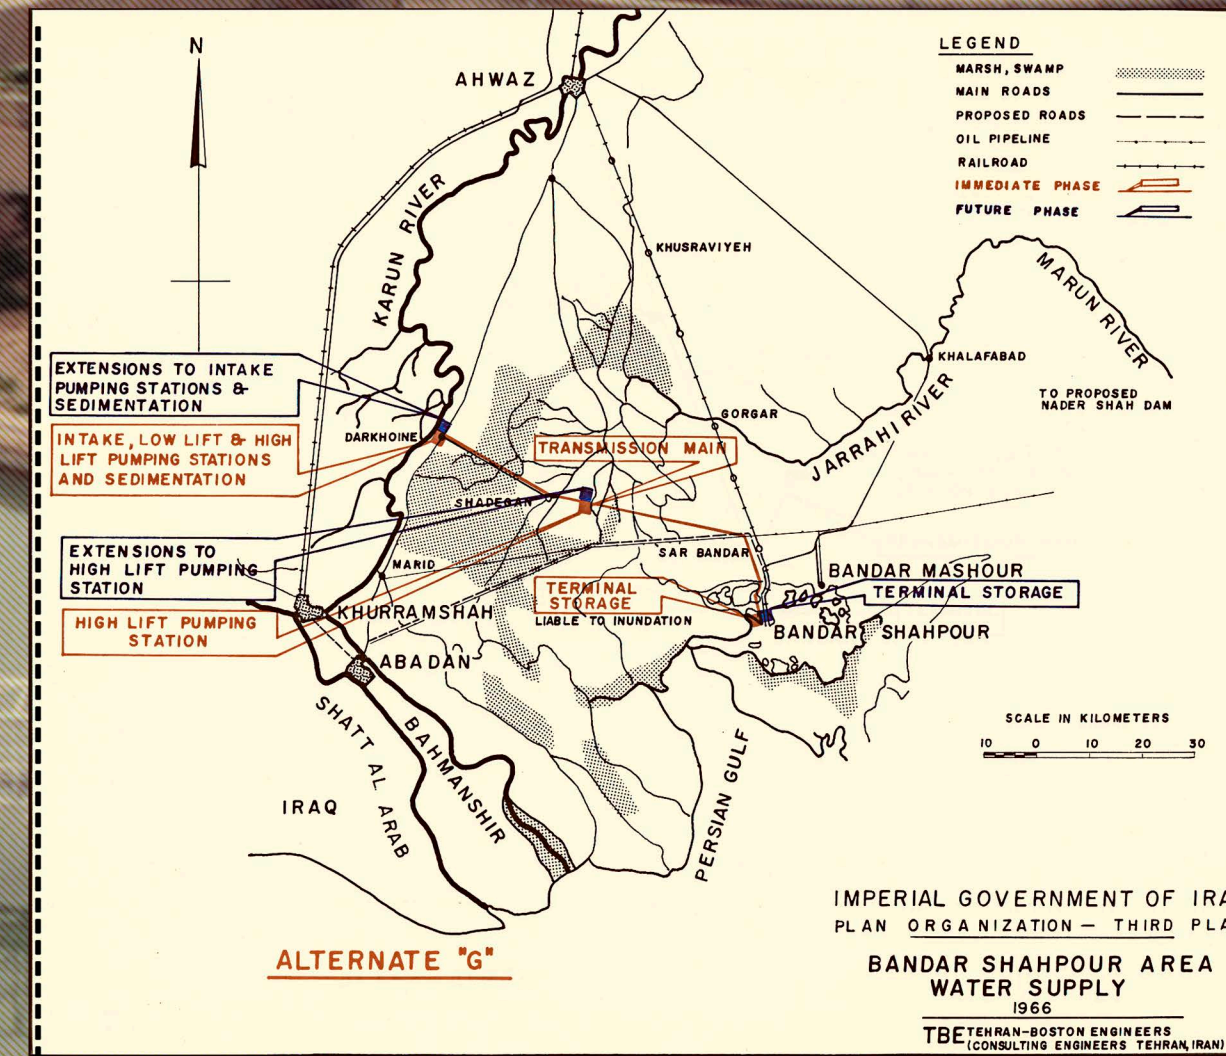 N
AHWAZ
LEGEND
MARSH, SWAMP
MAIN ROADS
PROPOSED ROADS
OIL PIPELINE
RAILROAD
IMMEDIATE PHASE
FUTURE PHASE
KARUN RIVER
KHUSRAVIYEH
MARUN RIVER
KHALAFABAD
TO PROPOSED
NADER SHAH DAM
EXTENSIONS TO INTAKE
PUMPING STATIONS &
SEDIMENTATION
DARKHOINE
GORGAR
JARRAHI RIVER
INTAKE, LOW LIFT & HIGH
LIFT PUMPING STATIONS
AND SEDIMENTATION
TRANSMISSION MAIN
SHADEGAN
EXTENSIONS TO
HIGH LIFT PUMPING
STATION
MARID
SAR BANDAR
BANDAR MASHOUR
TERMINAL STORAGE
TERMINAL
STORAGE
LIABLE TO INUNDATION
KHURRAMSHAH
HIGH LIFT PUMPING
STATION
BANDAR SHAHPOUR
ABADAN
SHATT AL ARAB
BAHMANSHIR
PERSIAN GULF
IRAQ
SCALE IN KILOMETERS
10 0 10 20 30
ALTERNATE "G"
IMPERIAL GOVERNMENT OF IRA
PLAN ORGANIZATION — THIRD PLA
BANDAR SHAHPOUR AREA
WATER SUPPLY
1966
TBE TEHRAN-BOSTON ENGINEERS
(CONSULTING ENGINEERS TEHRAN, IRAN)